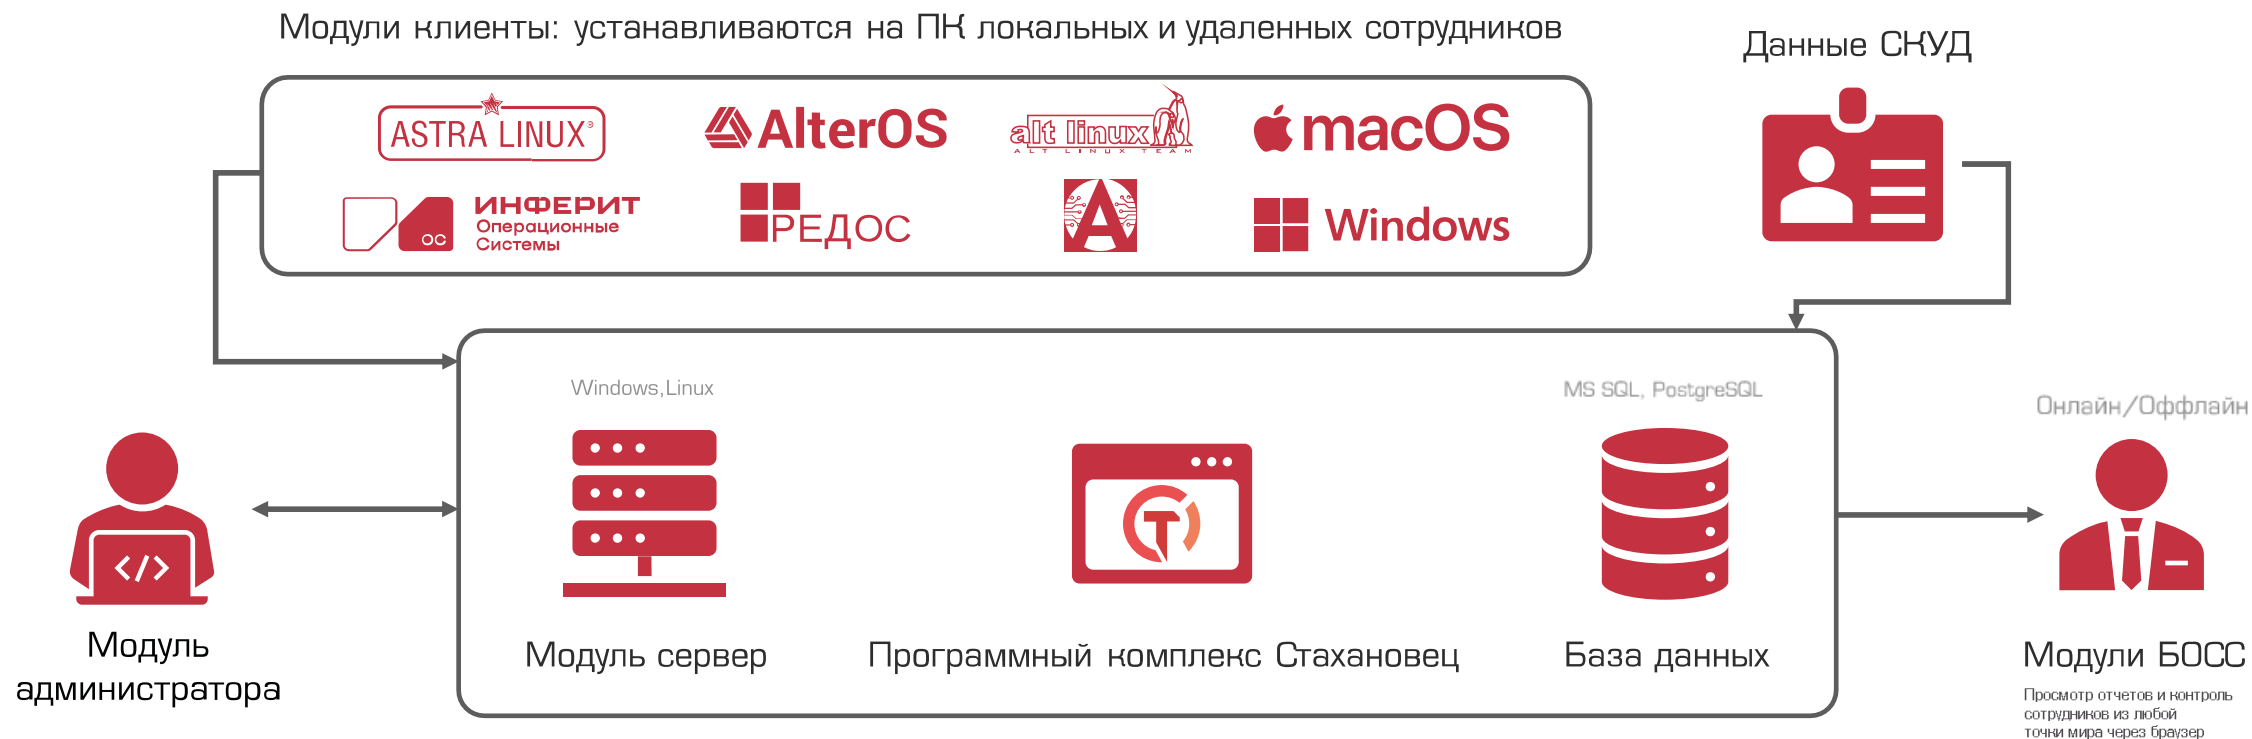 Модули клиенты: устанавливаются на ПК локальных и удаленных сотрудников
Данные СКУД
ASTRA LINUX®
AlterOS
alt linux
ALT LINUX TEAM
macOS
ИНФЕРИТ
Операционные
Системы
ОС
РЕДОС
А
Windows
Windows,Linux
MS SQL, PostgreSQL
Онлайн/Оффлайн
</>
Т
Модуль
администратора
Модуль сервер
Программный комплекс Стахановец
База данных
Модули БОСС
Просмотр отчетов и контроль
сотрудников из любой
точки мира через браузер